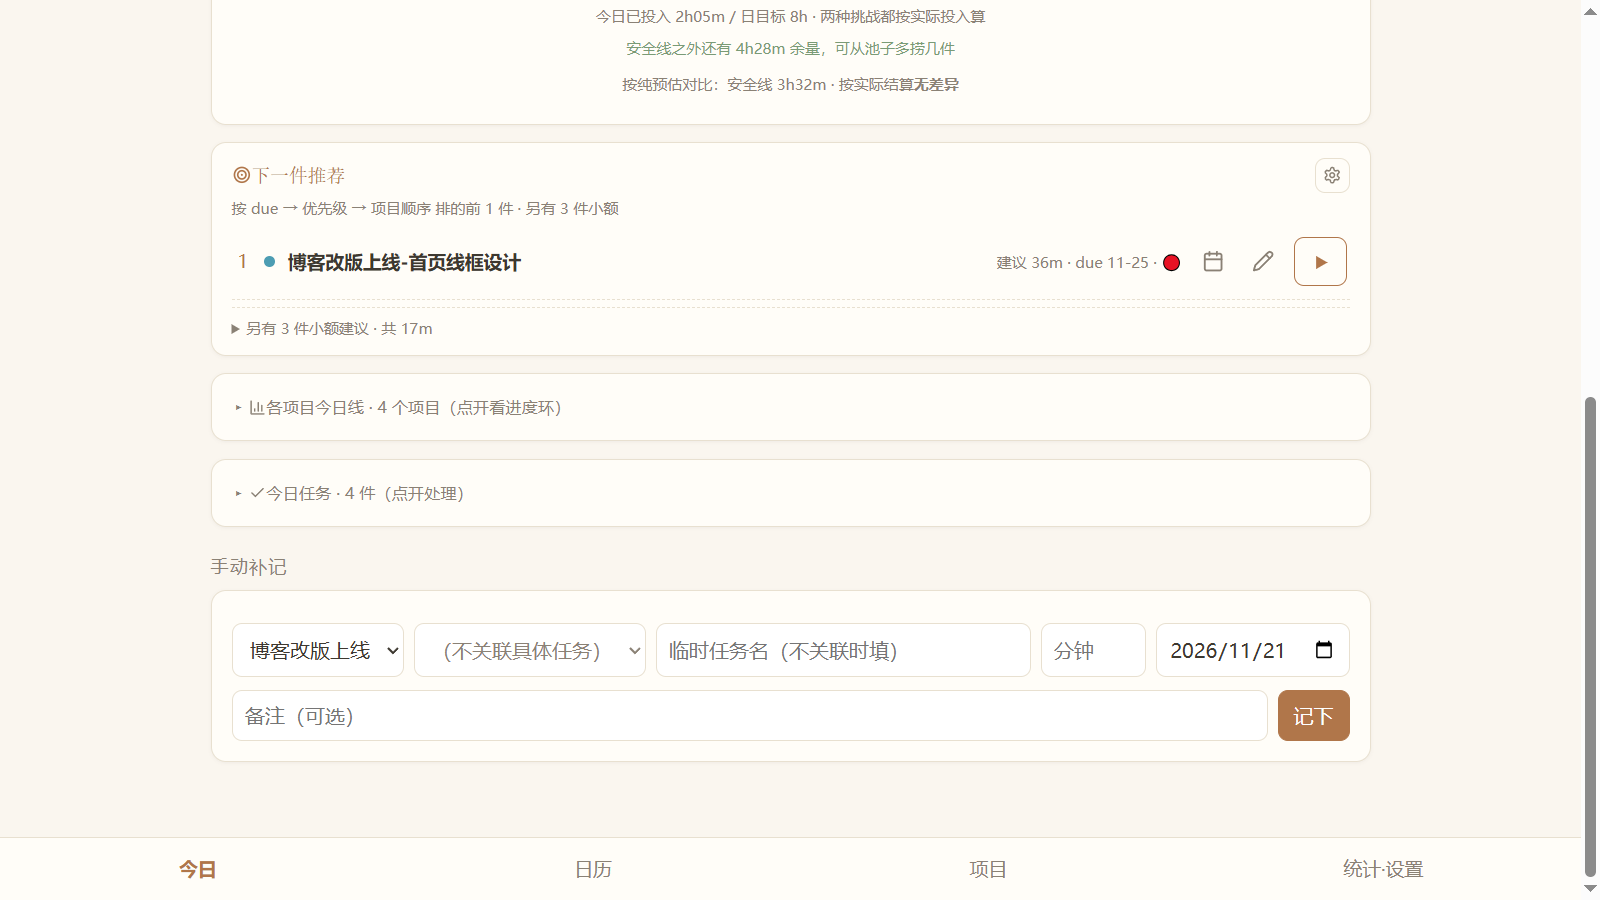 今日已投入 2h05m / 日目标 8h · 两种挑战都按实际投入算
安全线之外还有 4h28m 余量，可从池子多捞几件
按纯预估对比：安全线 3h32m · 按实际结算无差异
下一件推荐
按 due → 优先级 → 项目顺序 排的前 1 件 · 另有 3 件小额
1 博客改版上线-首页线框设计 建议 36m · due 11-25 ·
▶ 另有 3 件小额建议 · 共 17m
▸ 各项目今日线 · 4 个项目（点开看进度环）
▸ 今日任务 · 4 件（点开处理）
手动补记
博客改版上线 （不关联具体任务） 临时任务名（不关联时填） 分钟 2026/11/21
备注（可选） 记下
今日 日历 项目 统计·设置